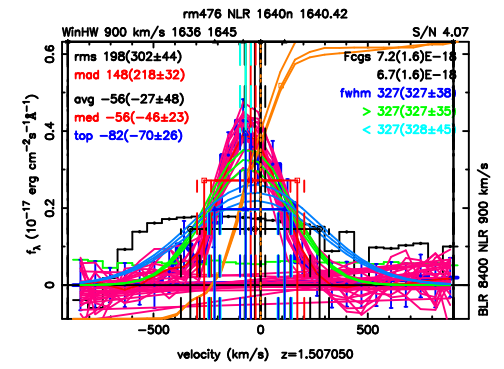 rm476 NLR 1640n 1640.42
WinHW 900 km/s 1636 1645
S/N 4.07
rms 198(302±44)
mad 148(218±32)
avg −56(−27±48)
med −56(−46±23)
top −82(−70±26)
Fcgs 7.2(1.6)E−18
6.7(1.6)E−18
fwhm 327(327±38)
> 327(327±35)
< 327(328±45)
0.6
0.4
0.2
0
fλ (10⁻¹⁷ erg cm⁻²s⁻¹Å⁻¹)
BLR 8400 NLR 900 km/s
−500
0
500
velocity (km/s) z=1.507050